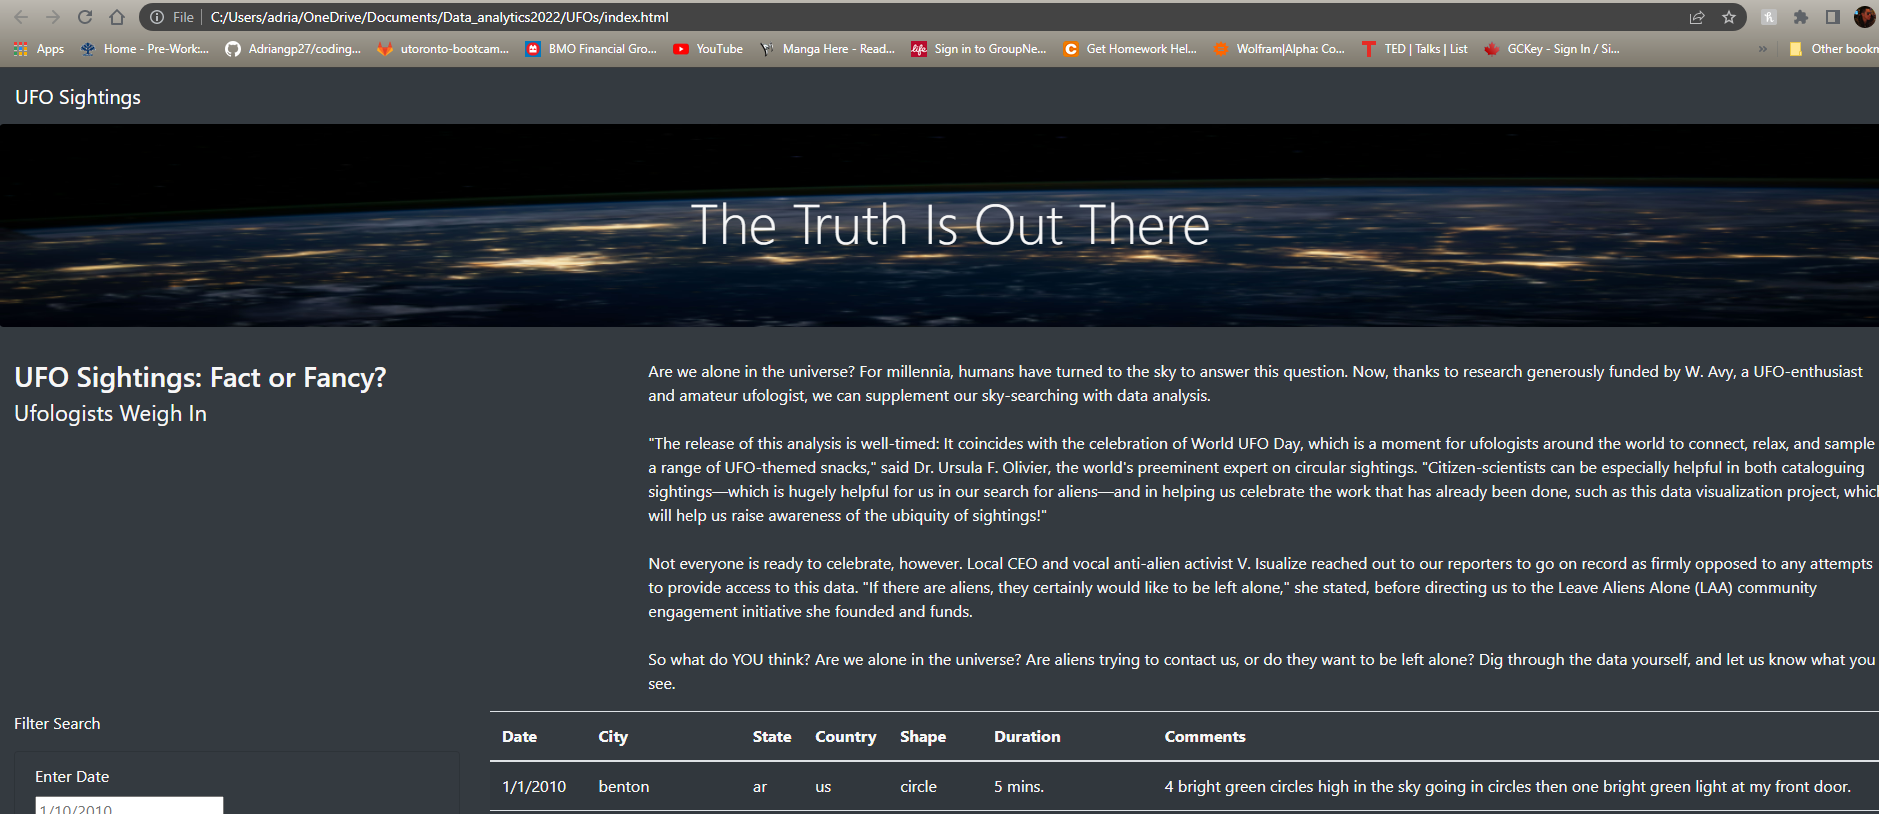 File C:/Users/adria/OneDrive/Documents/Data_analytics2022/UFOs/index.html
Apps Home - Pre-Work:... Adriangp27/coding... utoronto-bootcam... BMO Financial Gro... YouTube Manga Here - Read... life Sign in to GroupNe... Get Homework Hel... Wolfram|Alpha: Co... TED | Talks | List GCKey - Sign In / Si... » Other bookn
UFO Sightings
The Truth Is Out There
UFO Sightings: Fact or Fancy?
Ufologists Weigh In
Are we alone in the universe? For millennia, humans have turned to the sky to answer this question. Now, thanks to research generously funded by W. Avy, a UFO-enthusiast
and amateur ufologist, we can supplement our sky-searching with data analysis.
"The release of this analysis is well-timed: It coincides with the celebration of World UFO Day, which is a moment for ufologists around the world to connect, relax, and sample
a range of UFO-themed snacks," said Dr. Ursula F. Olivier, the world's preeminent expert on circular sightings. "Citizen-scientists can be especially helpful in both cataloguing
sightings—which is hugely helpful for us in our search for aliens—and in helping us celebrate the work that has already been done, such as this data visualization project, which
will help us raise awareness of the ubiquity of sightings!"
Not everyone is ready to celebrate, however. Local CEO and vocal anti-alien activist V. Isualize reached out to our reporters to go on record as firmly opposed to any attempts
to provide access to this data. "If there are aliens, they certainly would like to be left alone," she stated, before directing us to the Leave Aliens Alone (LAA) community
engagement initiative she founded and funds.
So what do YOU think? Are we alone in the universe? Are aliens trying to contact us, or do they want to be left alone? Dig through the data yourself, and let us know what you
see.
Filter Search
Enter Date
1/10/2010
Date City State Country Shape Duration Comments
1/1/2010 benton ar us circle 5 mins. 4 bright green circles high in the sky going in circles then one bright green light at my front door.